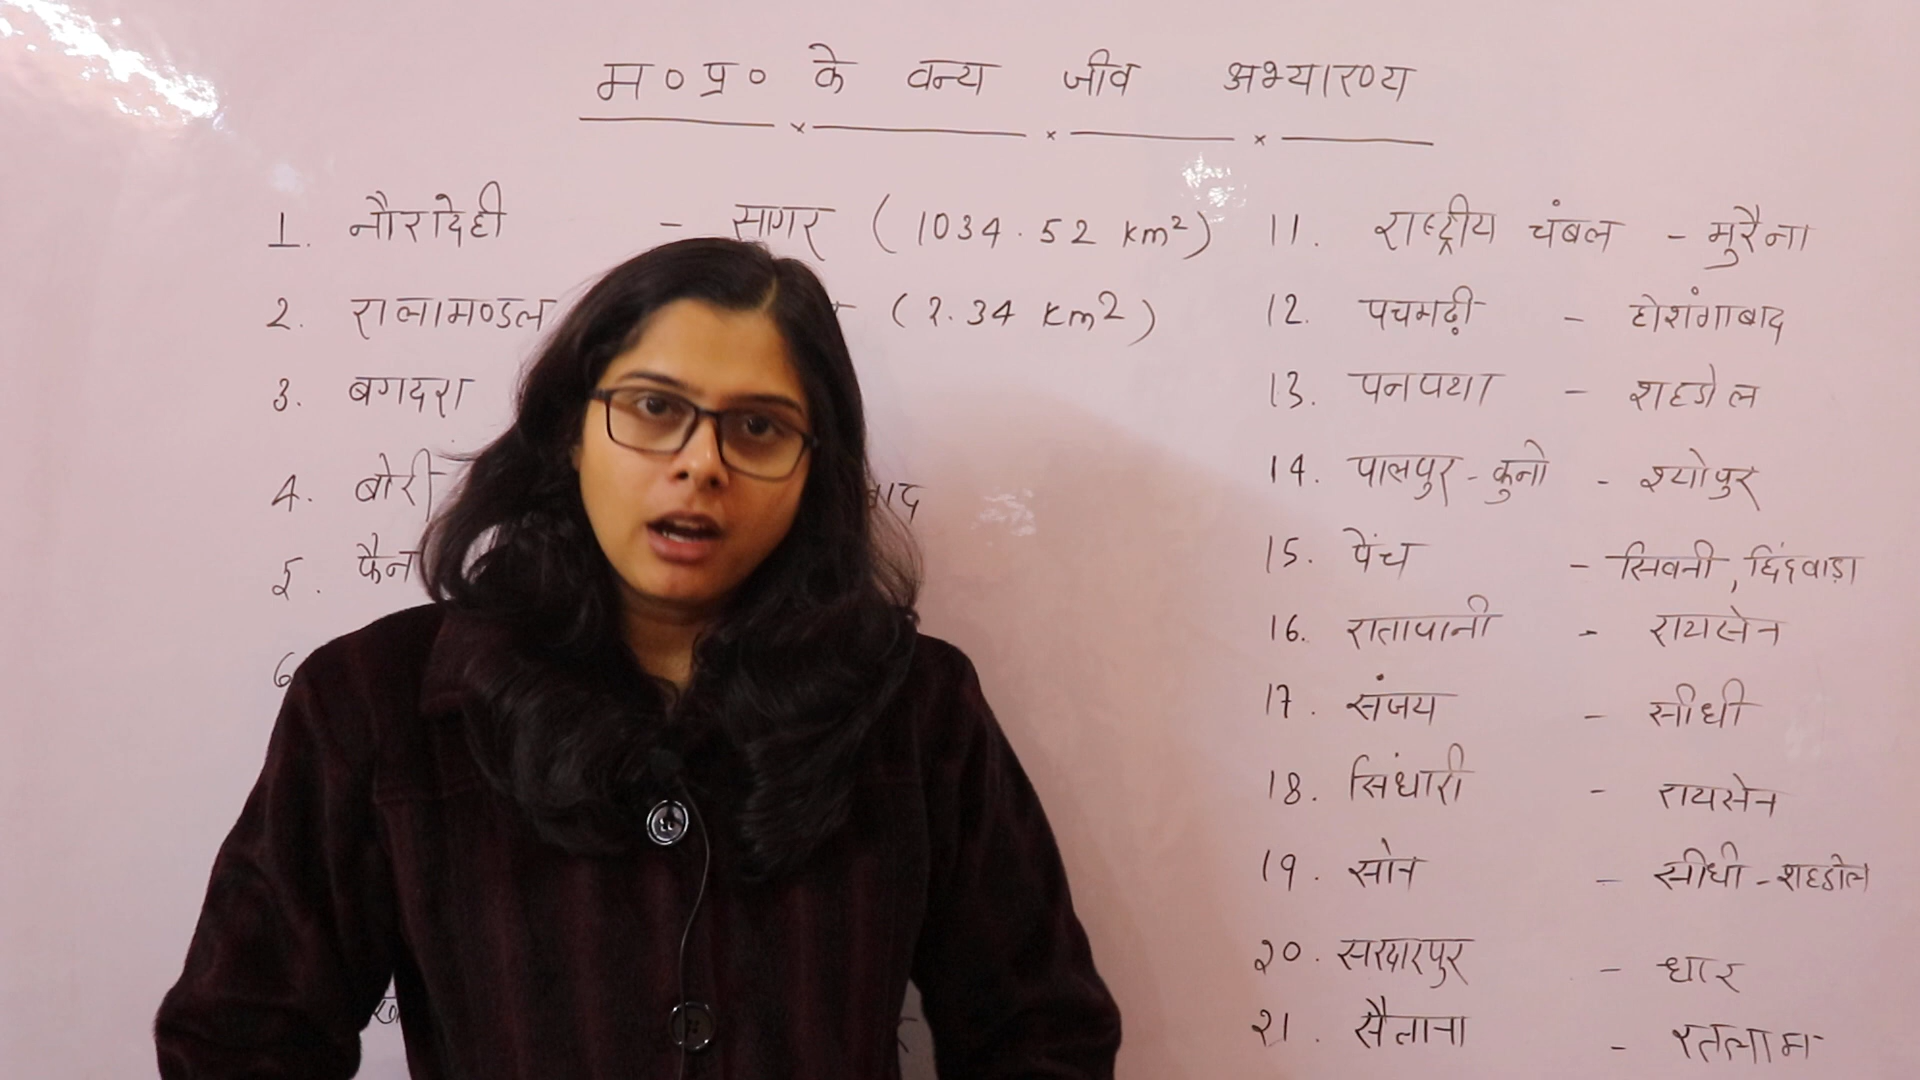 म०प्र० के वन्य जीव अभ्यारण्य
1. नौरादेही - सागर (1034.52 km²)
2. रालामण्डल (2.34 km2)
3. बगदरा
4. बोरी
5. फैन
6
11. राष्ट्रीय चंबल - मुरैना
12. पचमढ़ी - होशंगाबाद
13. पनपथा - शहडोल
14. पालपुर-कुनो - श्योपुर
15. पेंच - सिवनी, छिंदवाड़ा
16. रातापानी - रायसेन
17. संजय - सीधी
18. सिंघारी - रायसेन
19. सोन - सीधी-शहडोल
20. सरदारपुर - धार
21. सैलाना - रतलाम